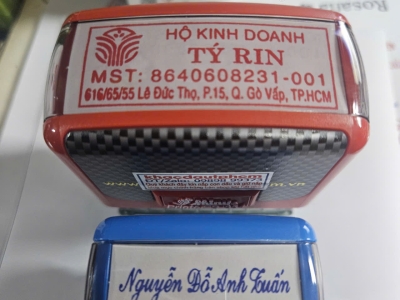 HỘ KINH DOANH
TÝ RIN
MST: 8640608231-001
616/65/55 Lê Đức Thọ, P.15, Q. Gò Vấp, TP.HCM
khacdautphcm
Nguyễn Đỗ Anh Tuấn